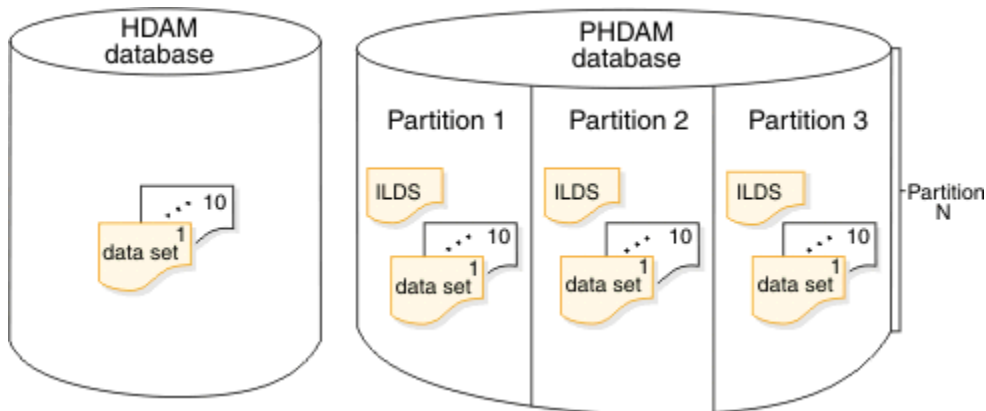 HDAM
database
10
1
data set
PHDAM
database
Partition 1
Partition 2
Partition 3
ILDS
ILDS
ILDS
Partition
N
10
1
data set
10
1
data set
10
1
data set